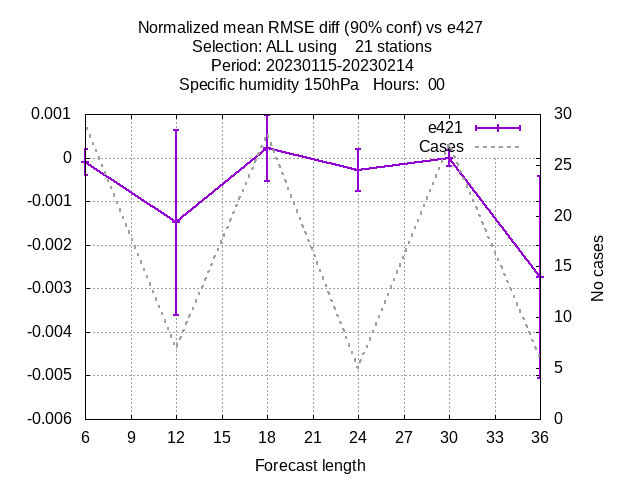 Normalized mean RMSE diff (90% conf) vs e427
Selection: ALL using    21 stations
Period: 20230115-20230214
Specific humidity 150hPa   Hours:  00
0.001
0
-0.001
-0.002
-0.003
-0.004
-0.005
-0.006
30
25
20
15
10
5
0
e421
Cases
No cases
6 9 12 15 18 21 24 27 30 33 36
Forecast length